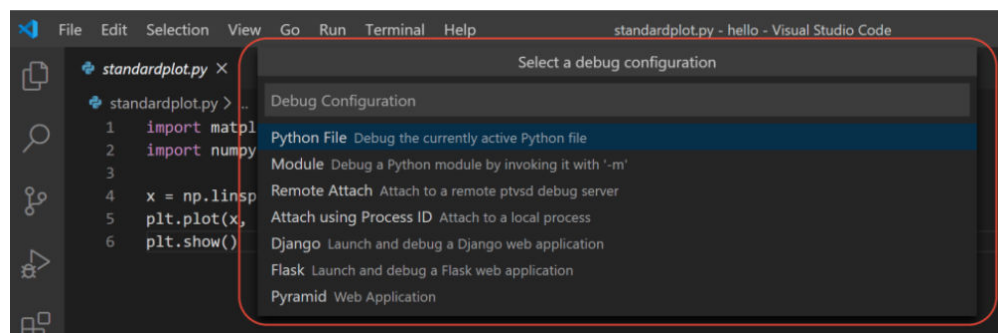 File Edit Selection View Go Run Terminal Help standardplot.py - hello - Visual Studio Code
standardplot.py
Select a debug configuration
standardplot.py > ...
Debug Configuration
1 import matpl
2 import numpy
3
4 x = np.linsp
5 plt.plot(x,
6 plt.show()
Python File Debug the currently active Python file
Module Debug a Python module by invoking it with '-m'
Remote Attach Attach to a remote ptvsd debug server
Attach using Process ID Attach to a local process
Django Launch and debug a Django web application
Flask Launch and debug a Flask web application
Pyramid Web Application